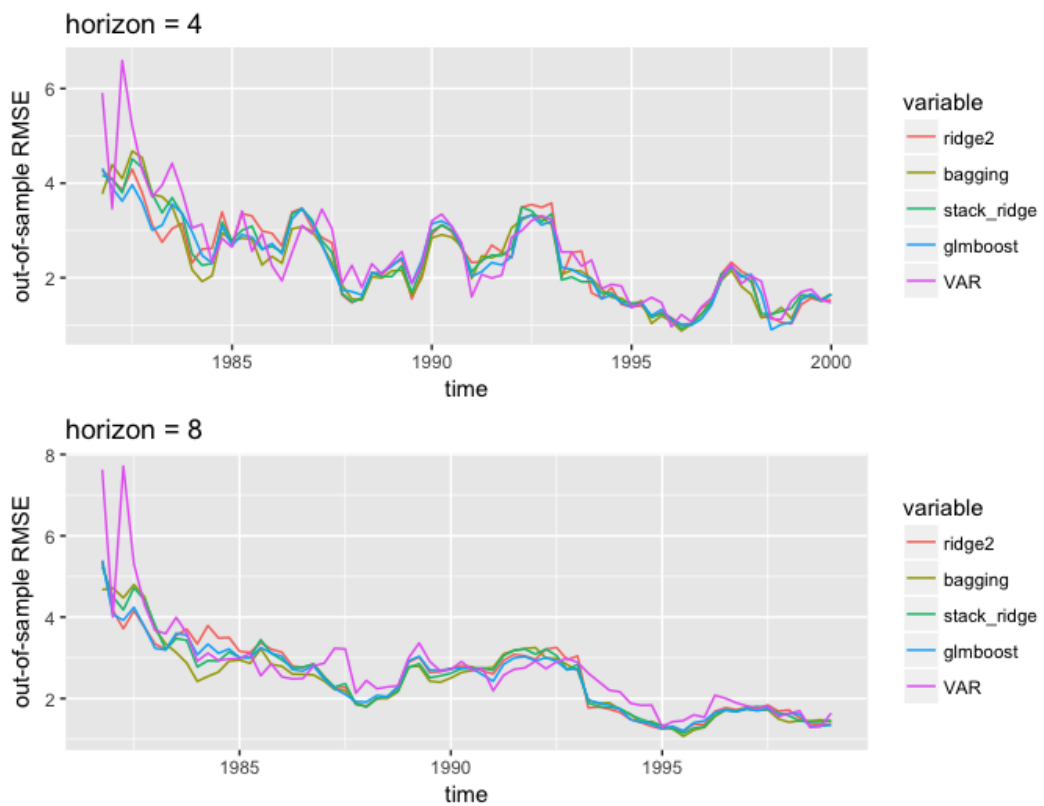 horizon = 4
out-of-sample RMSE
6
4
2
1985
1990
1995
2000
time
variable
ridge2
bagging
stack_ridge
glmboost
VAR
horizon = 8
out-of-sample RMSE
8
6
4
2
1985
1990
1995
time
variable
ridge2
bagging
stack_ridge
glmboost
VAR